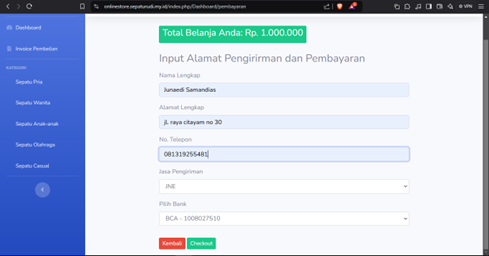 onlinestore.sepaturudi.my.id/index.php/Dashboard/pembayaran
VPN
Dashboard
Invoice Pembelian
KATEGORI
Sepatu Pria
Sepatu Wanita
Sepatu Anak-anak
Sepatu Olahraga
Sepatu Casual
Total Belanja Anda: Rp. 1.000.000
Input Alamat Pengirirman dan Pembayaran
Nama Lengkap
Junaedi Samandias
Alamat Lengkap
jl. raya citayam no 30
No. Telepon
081319255481
Jasa Pengiriman
JNE
Pilih Bank
BCA - 1008027510
Kembali Checkout